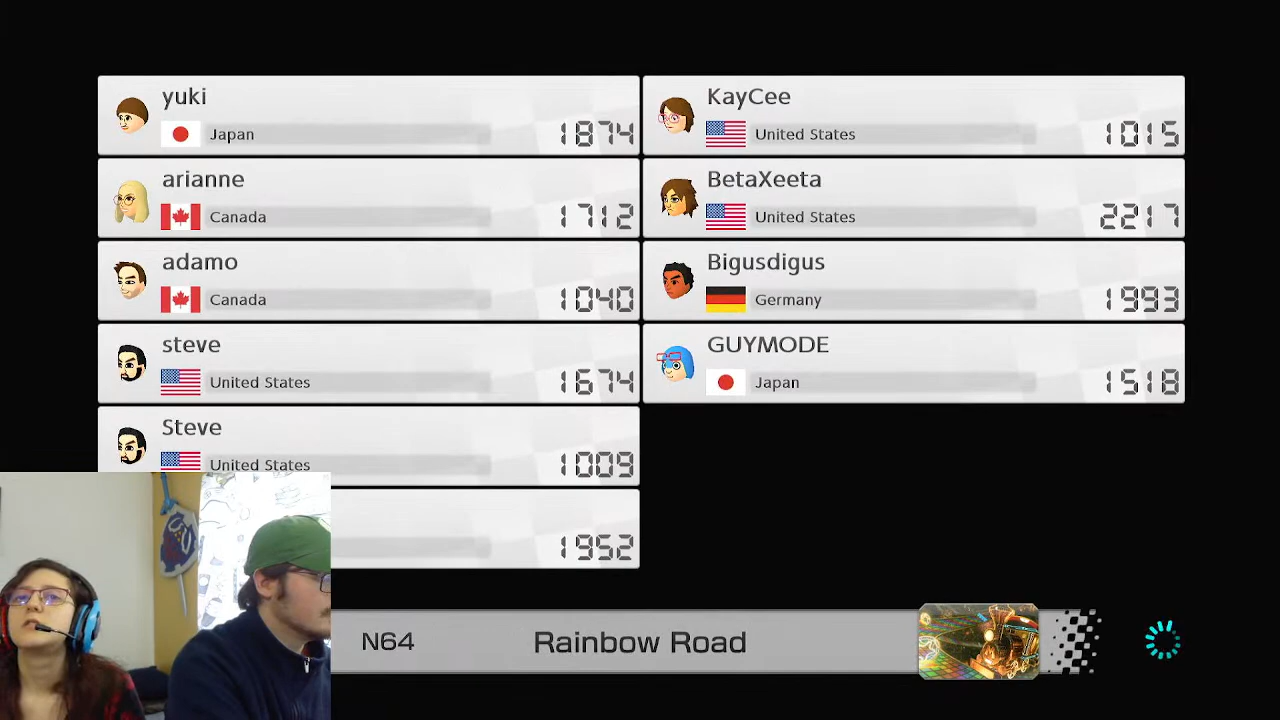 yuki
Japan
1874
arianne
Canada
1712
adamo
Canada
1040
steve
United States
1674
Steve
United States
1009
1952
KayCee
United States
1015
BetaXeeta
United States
2217
Bigusdigus
Germany
1993
GUYMODE
Japan
1518
N64 Rainbow Road